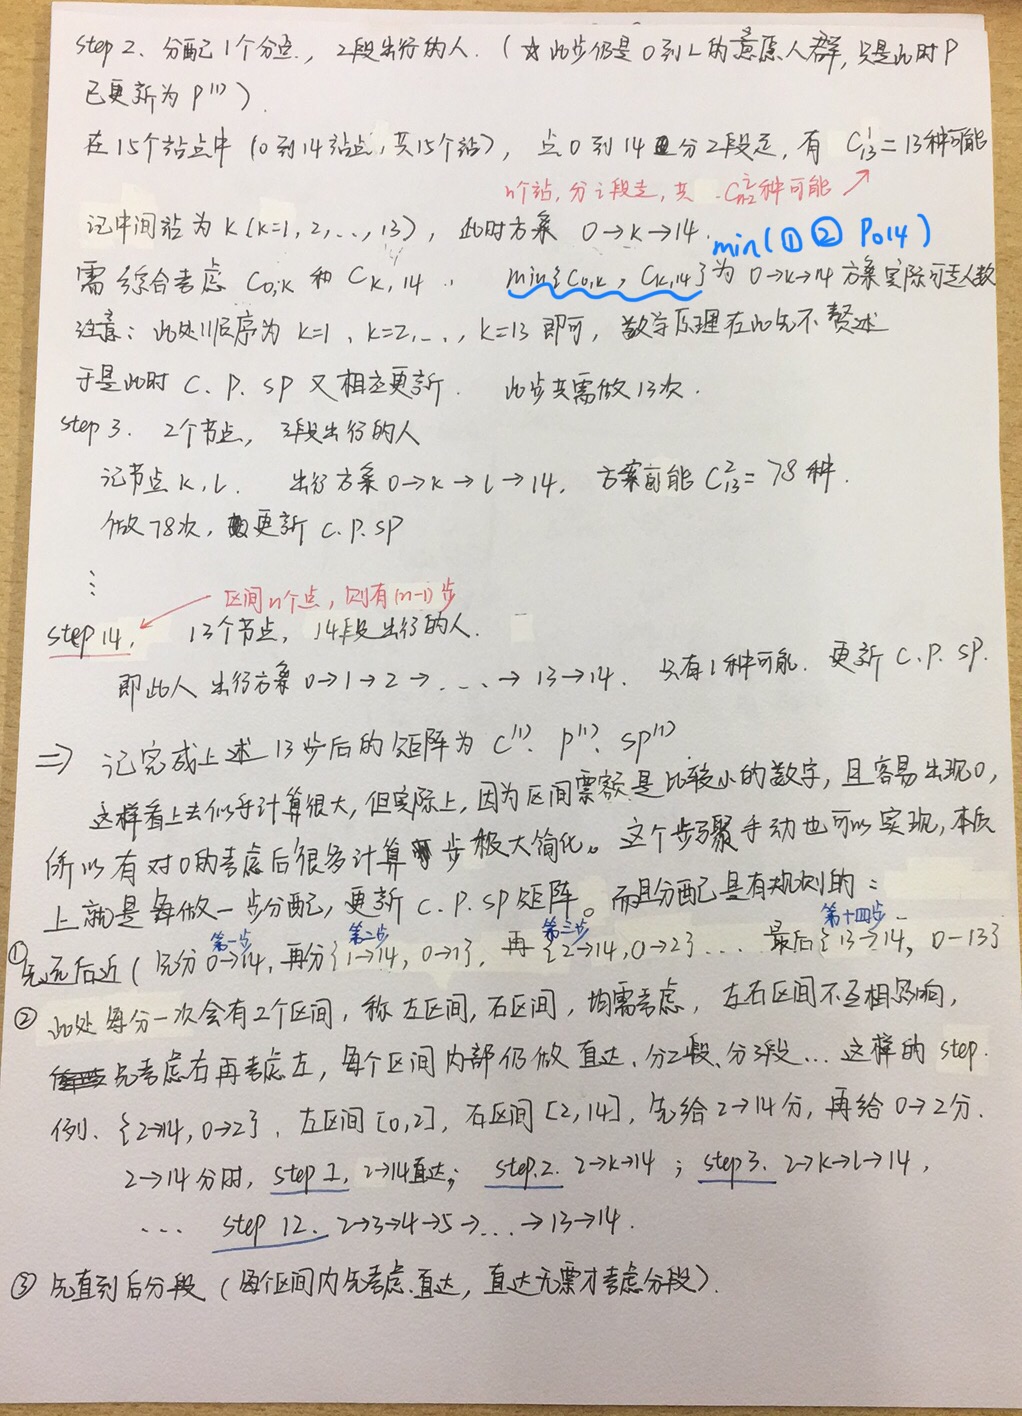 step 2、分配1个分点，2段出行的人.（☆此步仍是0到L的意愿人群,只是此时P
已更新为P⁽¹⁾）.
在15个站点中（0到14站点,共15个站），点0到14 分2段走,有 C₁₃¹=13种可能
n个站,分2段走,共 种可能
记中间站为K(K=1,2,...,13)，此时方案 0→K→14.
min(①②P₀₁₄)
需综合考虑 C₀,ₖ 和 Cₖ,₁₄ .. min{C₀,ₖ , Cₖ,₁₄}为 0→K→14 方案实际可走人数
注意：此处顺序为 K=1、K=2,...,K=13 即可，数学原理在此先不赘述
于是此时 C.P.SP 又相应更新. 此步共需做13次.
step 3. 2个节点，3段出行的人
记节点K,L. 出行方案0→K→L→14. 方案可能 C₁₃²=78种.
做78次， 更新 C.P.SP
⋮
区间n个点，则有(n-1)步
step 14, 13个节点，14段出行的人.
即此人出行方案 0→1→2→...→13→14. 只有1种可能. 更新 C.P.SP.
⇒ 记完成上述13步后的矩阵为 C⁽¹⁾. P⁽¹⁾. SP⁽¹⁾
这样看上去似乎计算很大，但实际上，因为区间票额是比较小的数字，且容易出现0，
所以有对0的考虑后很多计算 步极大简化。这个步骤手动也可以实现,本质
上就是每做一步分配，更新 C.P.SP矩阵。而且分配是有规则的：
第一步 第二步 第三步 第十四步
①先远后近（先分0→14,再分{1→14, 0→1}, 再{2→14,0→2}... 最后{13→14, 0-13}
② 此处每分一次会有2个区间，称左区间,右区间，均需考虑，左右区间不互相影响，
先考虑右再考虑左，每个区间内部仍做直达、分2段、分3段...这样的step.
例、{2→14,0→2}，左区间[0,2]，右区间[2,14]，先给2→14分，再给0→2分.
2→14分时，step 1, 2→14直达; step.2. 2→K→14 ; step 3. 2→K→L→14，
... step 12. 2→3→4→5→...→13→14.
③ 先直到后分段（每个区间内先考虑直达，直达无票才考虑分段）.